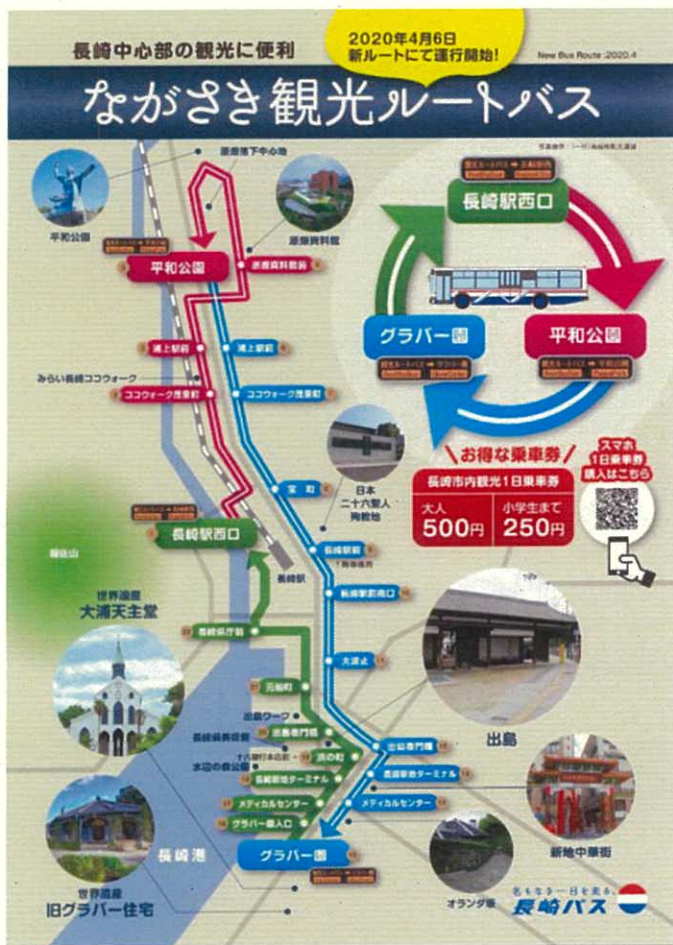 長崎中心部の観光に便利
2020年4月6日
新ルートにて運行開始!
New Bus Route :2020.4
ながさき観光ルートバス
原爆落下中心地
平和公園
原爆資料館
平和公園
原爆資料館前
浦上駅前
浦上駅前
みらい長崎ココウォーク
ココウォーク茂里町
ココウォーク茂里町
宝町
日本
二十六聖人
殉教地
長崎駅西口
平和公園
グラバー園
お得な乗車券
長崎市内観光1日乗車券
大人
500円
小学生まで
250円
スマホ
1日乗車券
購入はこちら
長崎駅西口
長崎駅
長崎駅前
長崎駅前南口
稲佐山
世界遺産
大浦天主堂
長崎県庁前
大波止
元船町
出島ワーフ
長崎県美術館
出島表門橋
出島表門橋
出島
水辺の森公園
浜の町
長崎新地ターミナル
長崎新地ターミナル
メディカルセンター
メディカルセンター
グラバー園入口
長崎港
グラバー園
新地中華街
オランダ坂
世界遺産
旧グラバー住宅
名もなき一日を走る。
長崎バス